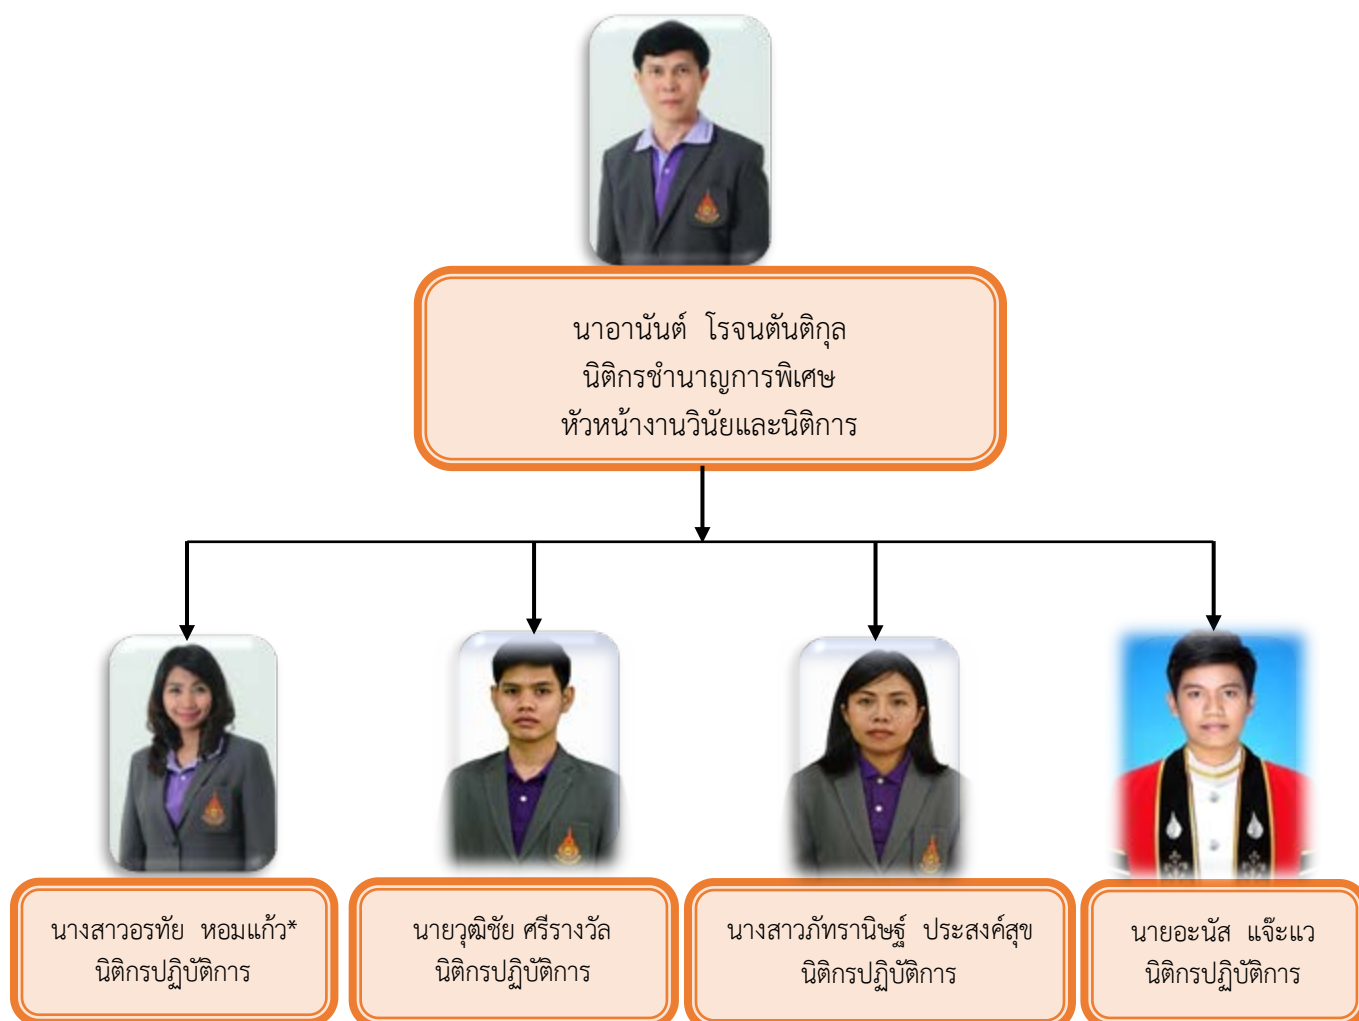 นาอานันต์ โรจนตันติกุล
นิติกรชำนาญการพิเศษ
หัวหน้างานวินัยและนิติการ
นางสาวอรทัย หอมแก้ว*
นิติกรปฏิบัติการ
นายวุฒิชัย ศรีรางวัล
นิติกรปฏิบัติการ
นางสาวภัทรานิษฐ์ ประสงค์สุข
นิติกรปฏิบัติการ
นายอะนัส แจ๊ะแว
นิติกรปฏิบัติการ